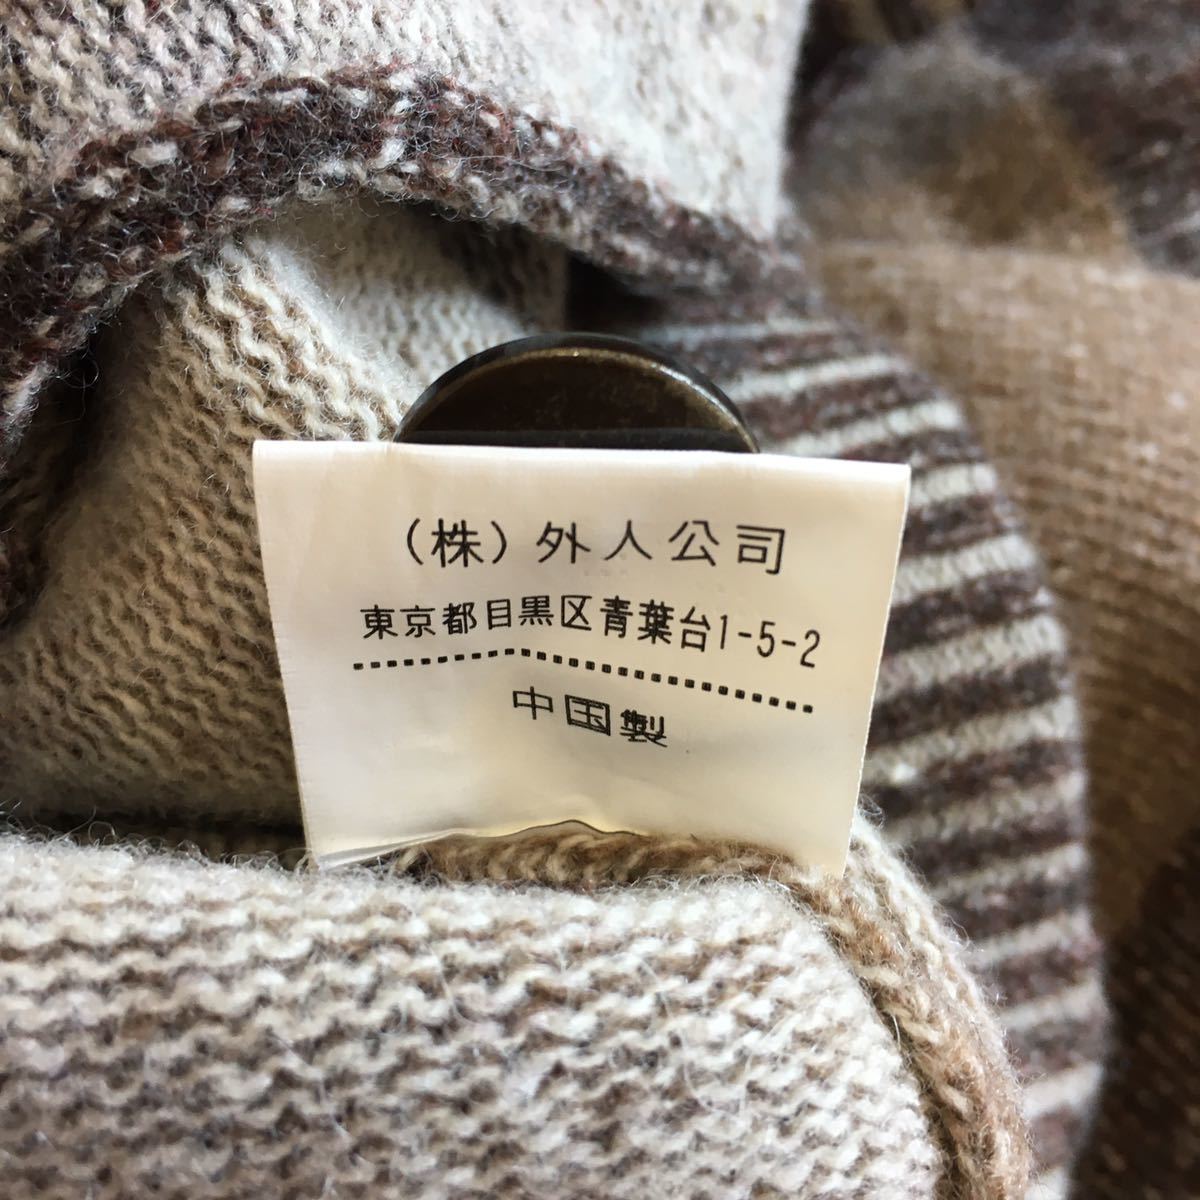 （株）外人公司
東京都目黒区青葉台1-5-2
中国製